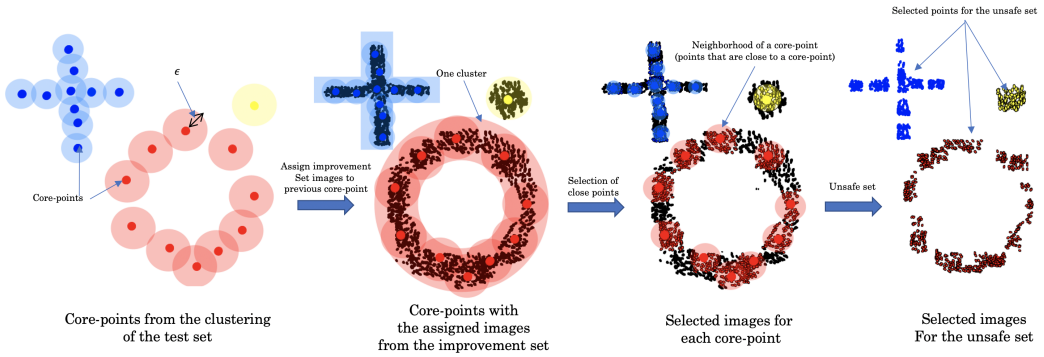 Selected points for the unsafe set
Neighborhood of a core-point
(points that are close to a core-point)
ϵ
One cluster
Core-points
Assign improvement
Set images to
previous core-point
Selection of
close points
Unsafe set
Core-points from the clustering
of the test set
Core-points with
the assigned images
from the improvement set
Selected images for
each core-point
Selected images
For the unsafe set